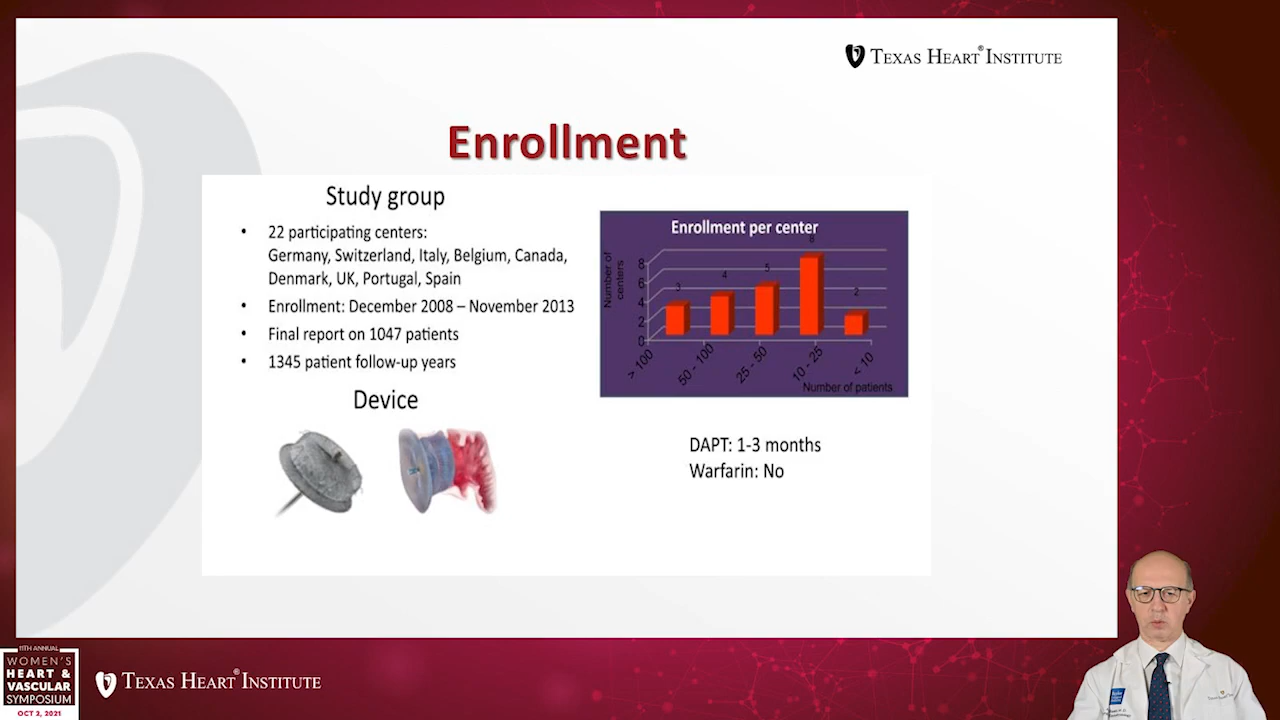 TEXAS HEART® INSTITUTE
Enrollment
Study group
• 22 participating centers:
Germany, Switzerland, Italy, Belgium, Canada,
Denmark, UK, Portugal, Spain
• Enrollment: December 2008 – November 2013
• Final report on 1047 patients
• 1345 patient follow-up years
Device
Enrollment per center
Number of
centers
8
6
4
2
0
3
4
5
8
2
> 100
50 - 100
25 - 50
10 - 25
< 10
Number of patients
DAPT: 1-3 months
Warfarin: No
11TH ANNUAL
WOMEN'S
HEART &
VASCULAR
SYMPOSIUM
OCT 2, 2021
TEXAS HEART® INSTITUTE